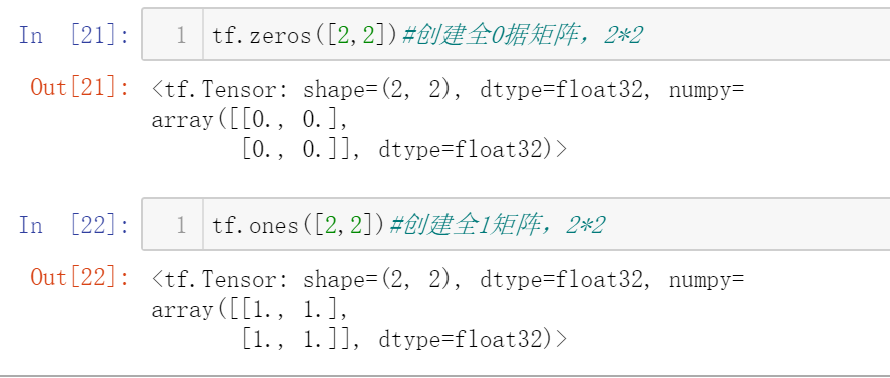 In [21]: 1 tf.zeros([2,2])#创建全0据矩阵，2*2
Out[21]: <tf.Tensor: shape=(2, 2), dtype=float32, numpy=
array([[0., 0.],
[0., 0.]], dtype=float32)>
In [22]: 1 tf.ones([2,2])#创建全1矩阵，2*2
Out[22]: <tf.Tensor: shape=(2, 2), dtype=float32, numpy=
array([[1., 1.],
[1., 1.]], dtype=float32)>